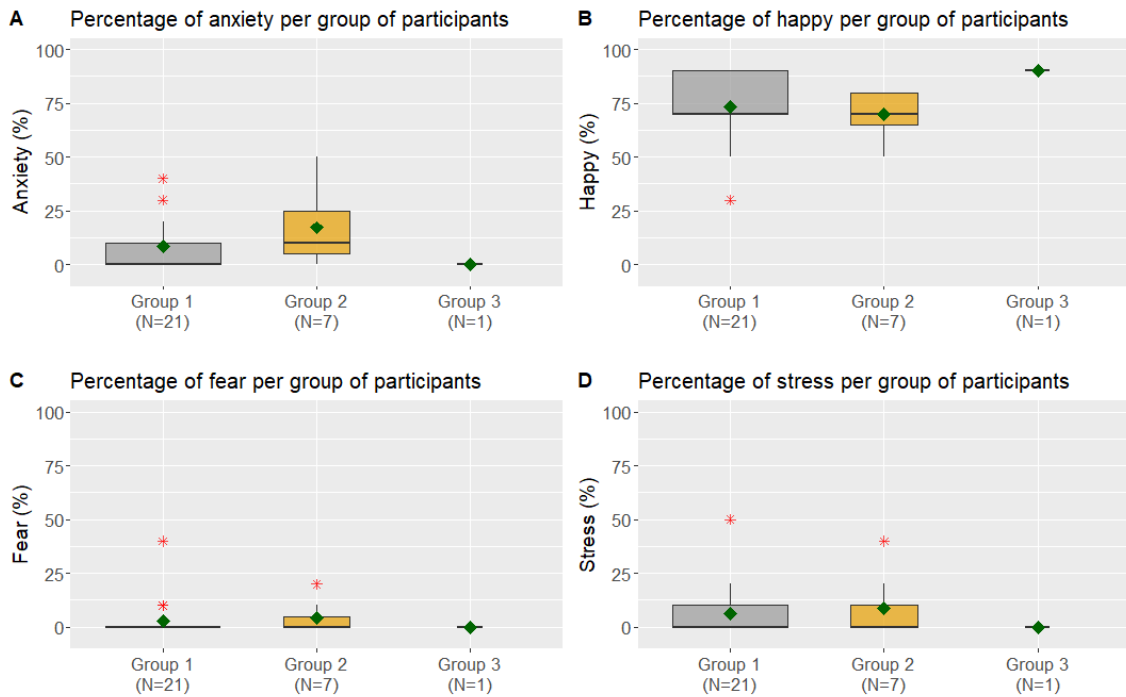 A Percentage of anxiety per group of participants
Anxiety (%)
100
75
50
25
0
Group 1 Group 2 Group 3
(N=21) (N=7) (N=1)
B Percentage of happy per group of participants
Happy (%)
100
75
50
25
0
Group 1 Group 2 Group 3
(N=21) (N=7) (N=1)
C Percentage of fear per group of participants
Fear (%)
100
75
50
25
0
Group 1 Group 2 Group 3
(N=21) (N=7) (N=1)
D Percentage of stress per group of participants
Stress (%)
100
75
50
25
0
Group 1 Group 2 Group 3
(N=21) (N=7) (N=1)